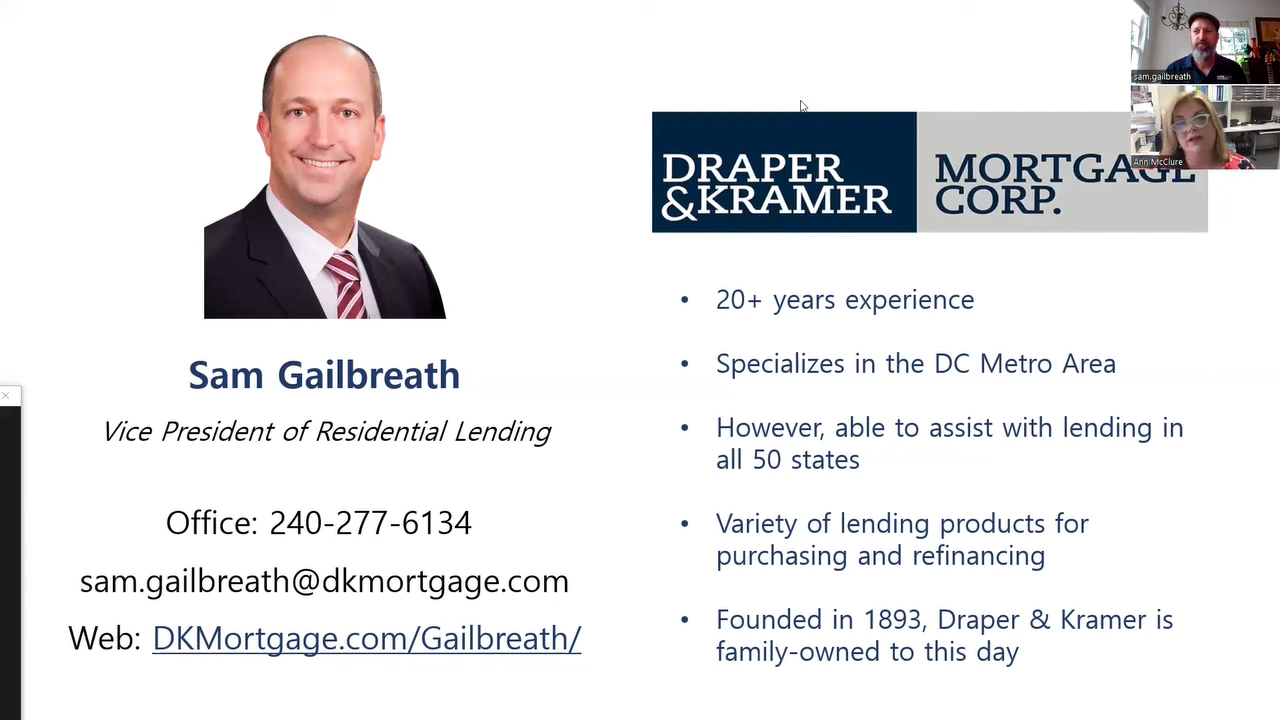 sam.gailbreath
Ann McClure
DRAPER
&KRAMER
MORTGAGE
CORP.
Sam Gailbreath
Vice President of Residential Lending
Office: 240-277-6134
sam.gailbreath@dkmortgage.com
Web: DKMortgage.com/Gailbreath/
• 20+ years experience
• Specializes in the DC Metro Area
• However, able to assist with lending in
all 50 states
• Variety of lending products for
purchasing and refinancing
• Founded in 1893, Draper & Kramer is
family-owned to this day